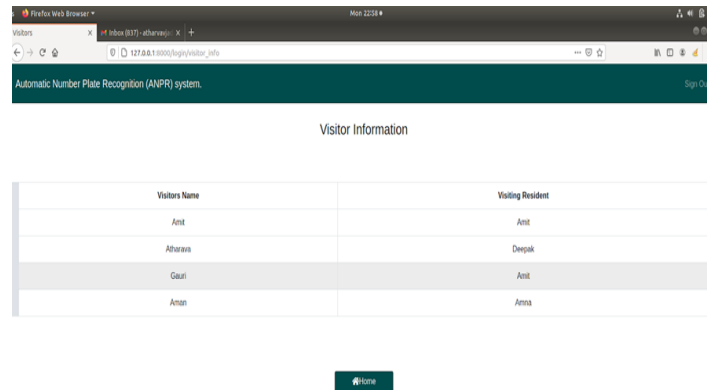 Firefox Web Browser ▾ Mon 22:58
Visitors × Inbox (837) - atharvavja × +
127.0.0.1:8000/login/visitor_info
Automatic Number Plate Recognition (ANPR) system. Sign Ou
Visitor Information
Visitors Name Visiting Resident
Amit Amit
Atharava Deepak
Gauri Amit
Aman Amna
Home